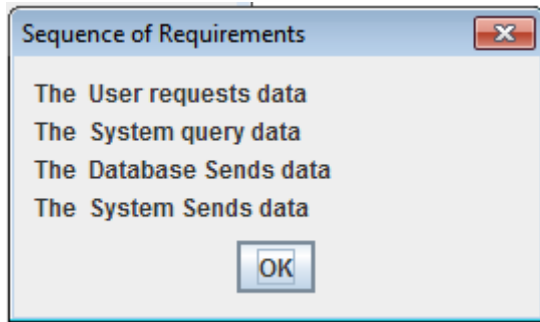 Sequence of Requirements
The User requests data
The System query data
The Database Sends data
The System Sends data
OK